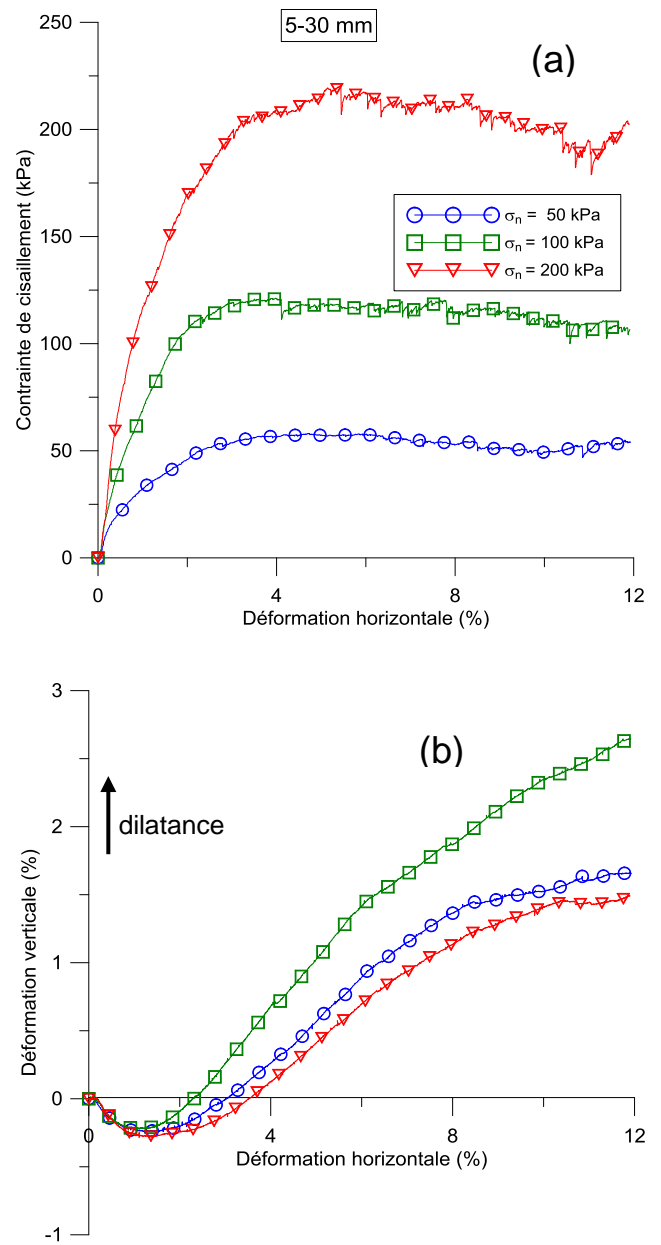 5-30 mm
(a)
250
200
150
100
50
0
Contrainte de cisaillement (kPa)
σn = 50 kPa
σn = 100 kPa
σn = 200 kPa
0 4 8 12
Déformation horizontale (%)
(b)
3
2
1
0
-1
dilatance
Déformation verticale (%)
0 4 8 12
Déformation horizontale (%)